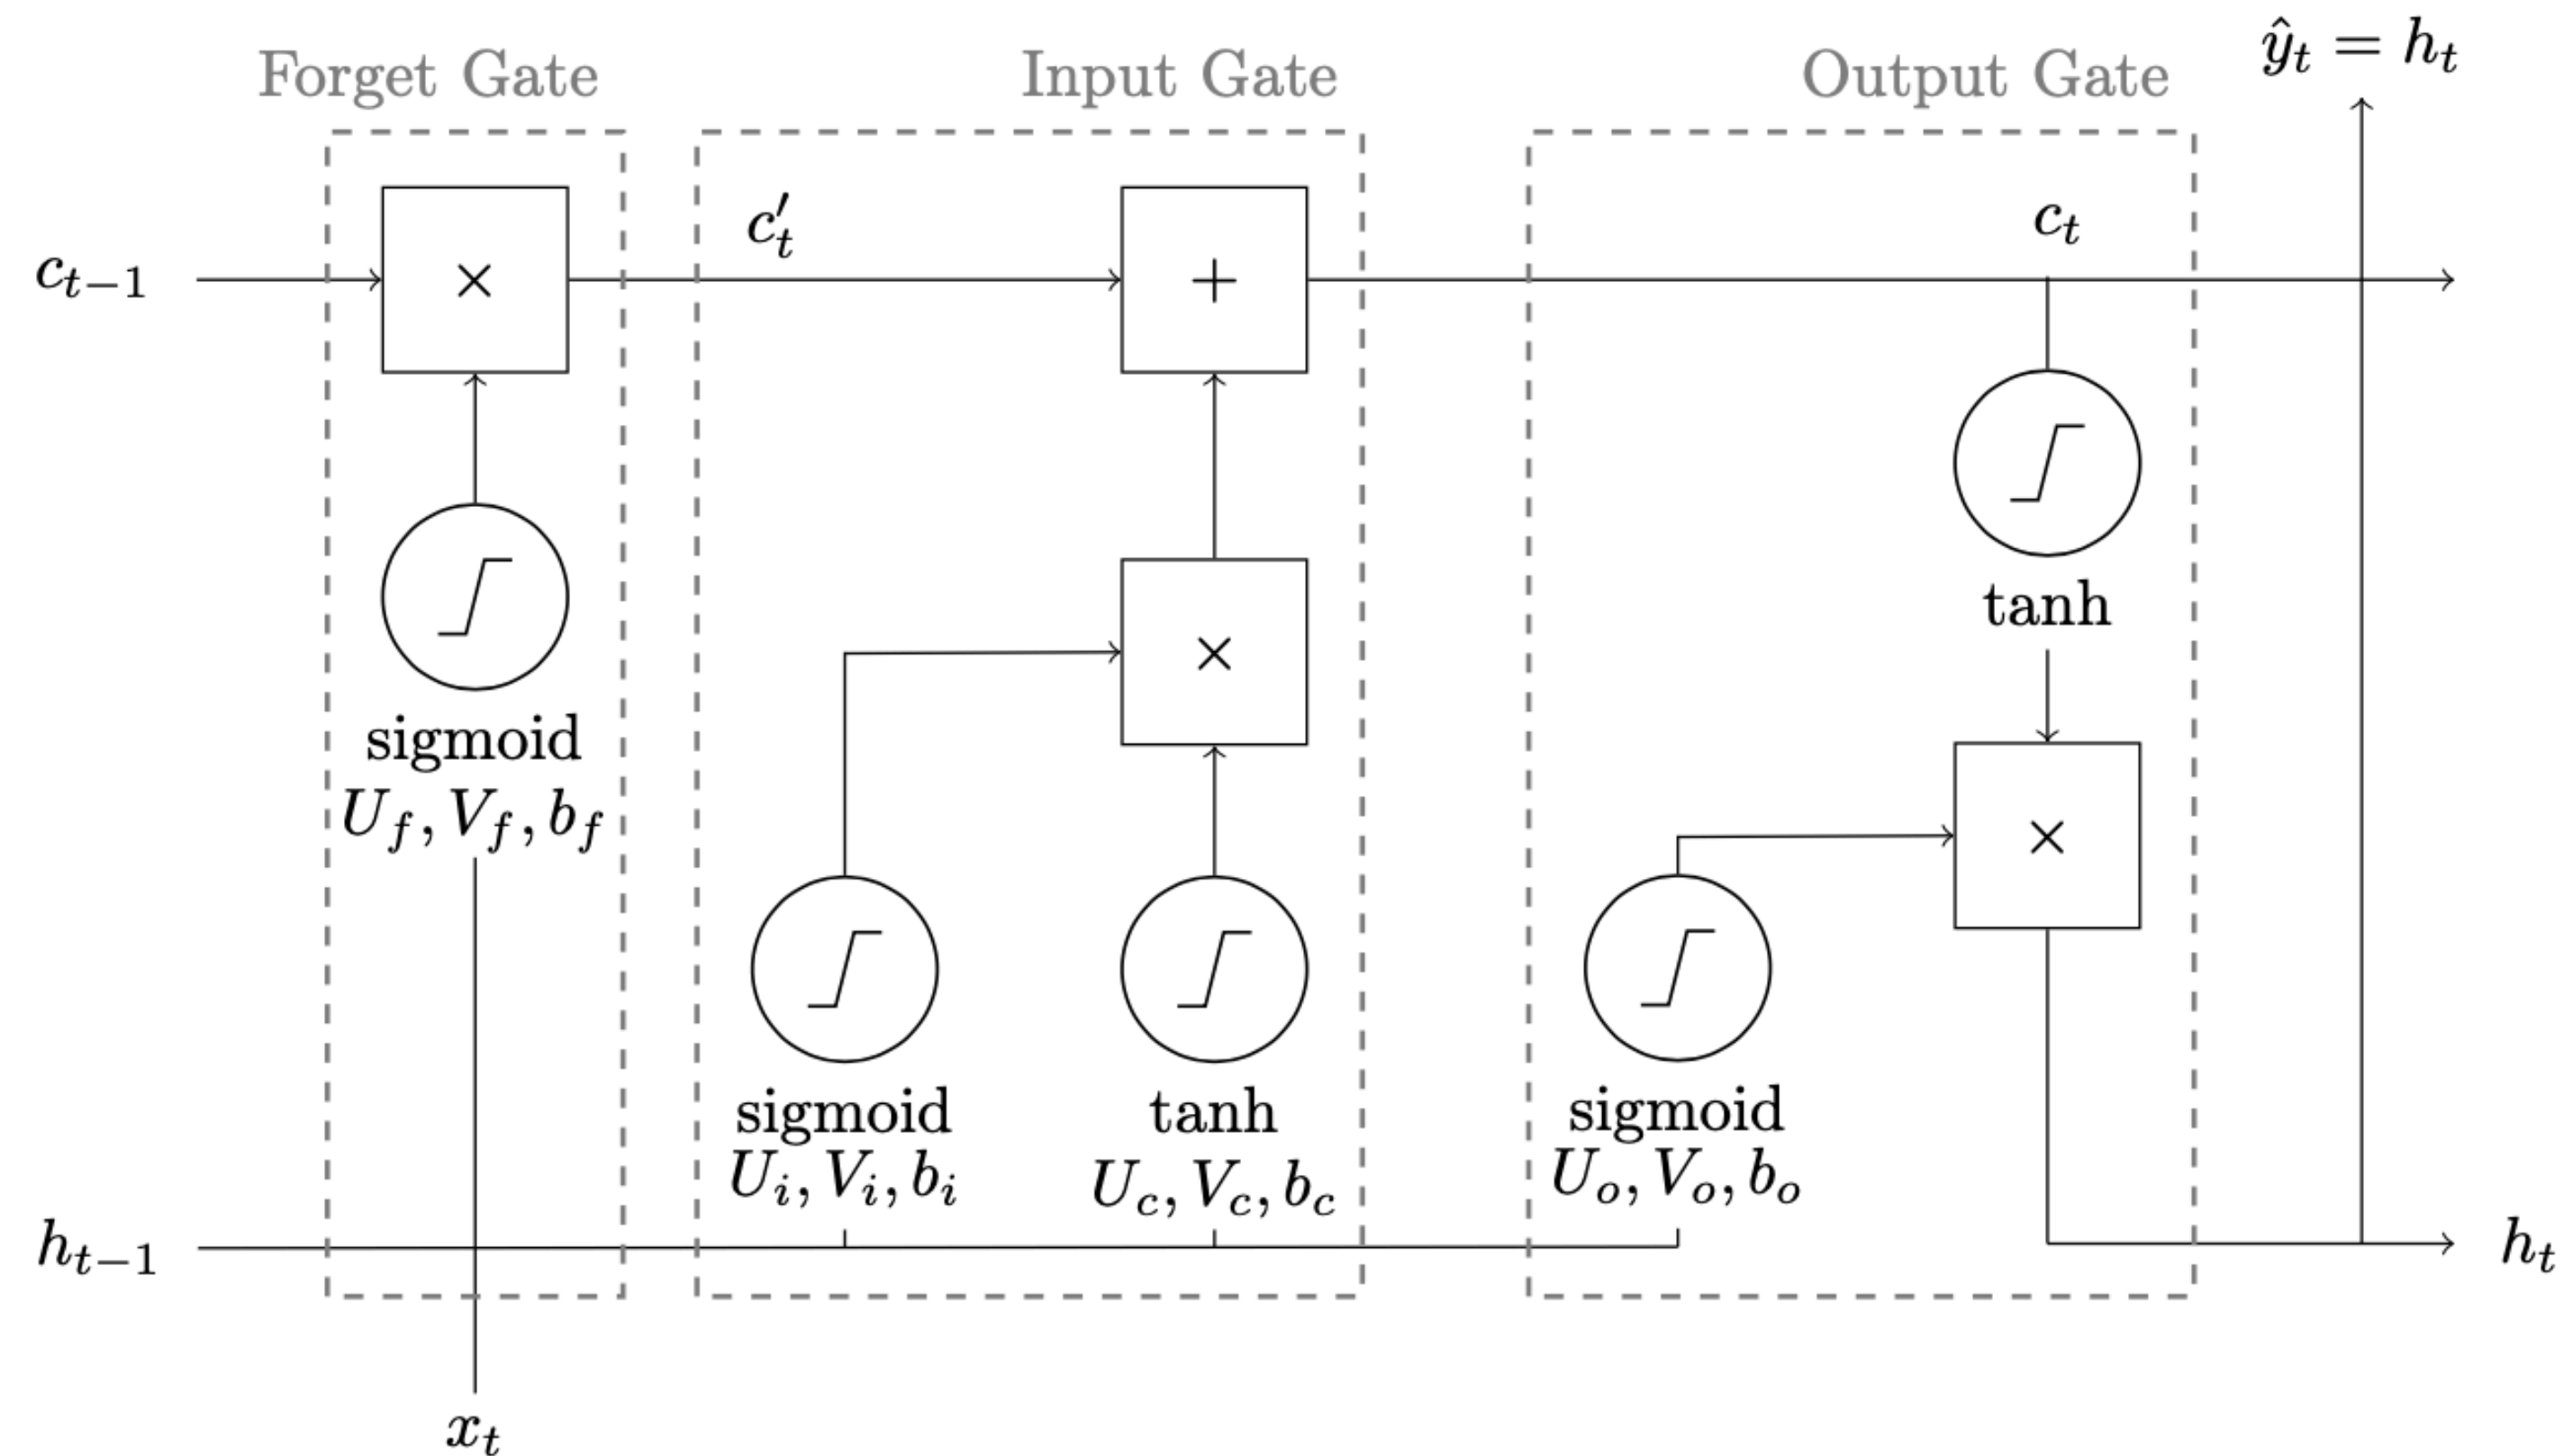 Forget Gate
Input Gate
Output Gate
ŷ_t = h_t
c_{t−1}
×
c′_t
+
c_t
sigmoid
U_f, V_f, b_f
×
tanh
×
sigmoid
U_i, V_i, b_i
tanh
U_c, V_c, b_c
sigmoid
U_o, V_o, b_o
h_{t−1}
h_t
x_t